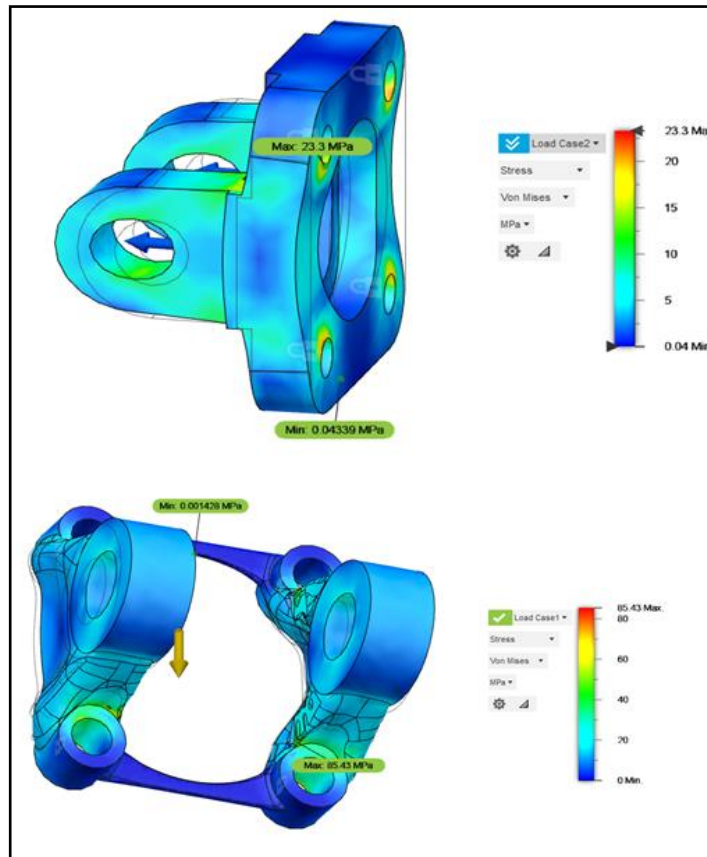 Max: 23.3 MPa
Min: 0.04339 MPa
Load Case2
Stress
Von Mises
MPa
23.3 Ma
20
15
10
5
0.04 Min
Min: 0.001428 MPa
Max: 85.43 MPa
Load Case1
Stress
Von Mises
MPa
85.43 Max.
80
60
40
20
0 Min.